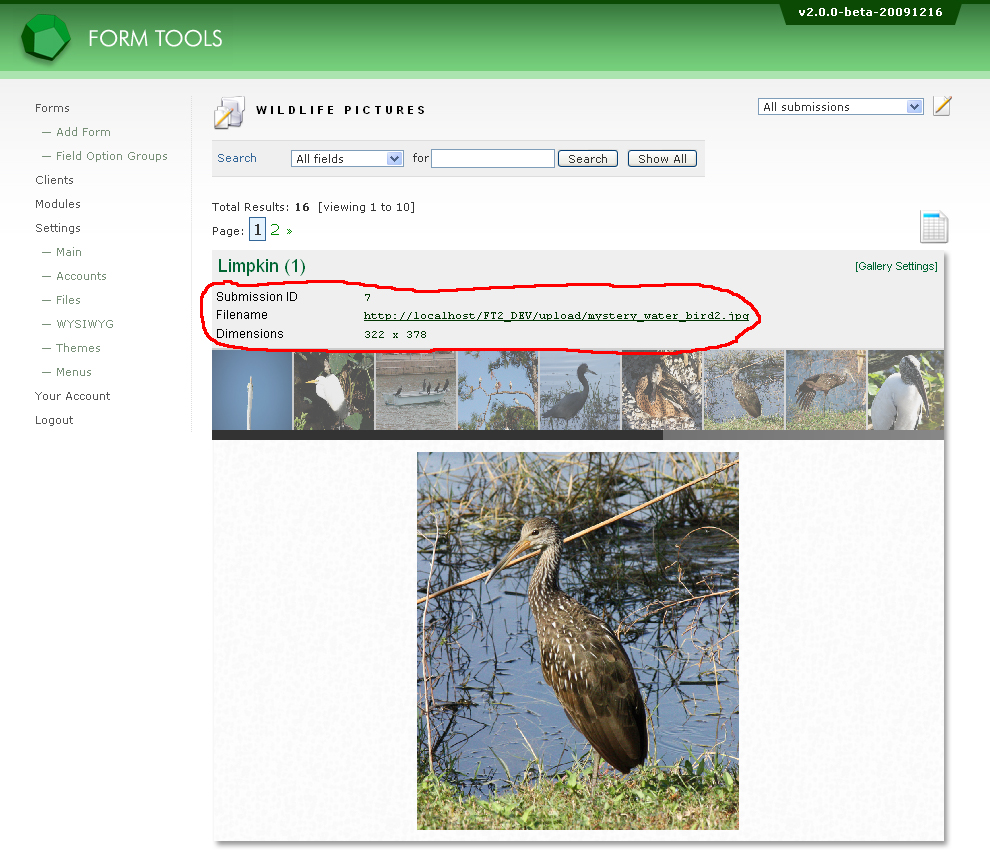 v2.0.0-beta-20091216
FORM TOOLS
Forms
— Add Form
— Field Option Groups
Clients
Modules
Settings
— Main
— Accounts
— Files
— WYSIWYG
— Themes
— Menus
Your Account
Logout
WILDLIFE PICTURES
All submissions
Search All fields for Search Show All
Total Results: 16 [viewing 1 to 10]
Page: 1 2 »
Limpkin (1) [Gallery Settings]
Submission ID 7
Filename http://localhost/FT2_DEV/upload/mystery_water_bird2.jpg
Dimensions 322 x 378